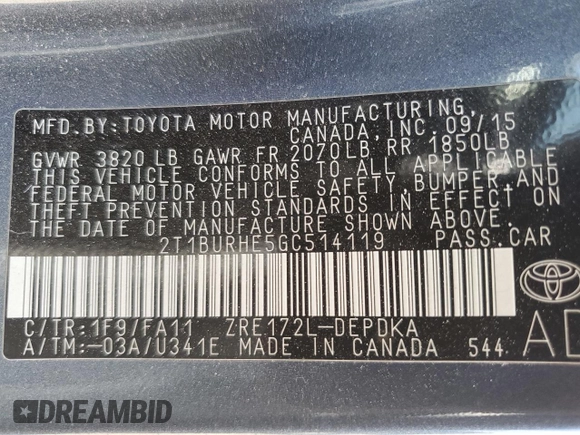 MFD.BY:TOYOTA MOTOR MANUFACTURING,
CANADA, INC. 09/15
GVWR 3820 LB GAWR FR 2070LB RR 1850LB
THIS VEHICLE CONFORMS TO ALL APPLICABLE
FEDERAL MOTOR VEHICLE SAFETY, BUMPER, AND
THEFT PREVENTION STANDARDS IN EFFECT ON
THE DATE OF MANUFACTURE SHOWN ABOVE.
2T1BURHE5GC514119 PASS.CAR
C/TR:1F9/FA11 ZRE172L-DEPDKA
A/TM:-03A/U341E MADE IN CANADA 544
TOYOTA
DREAMBID